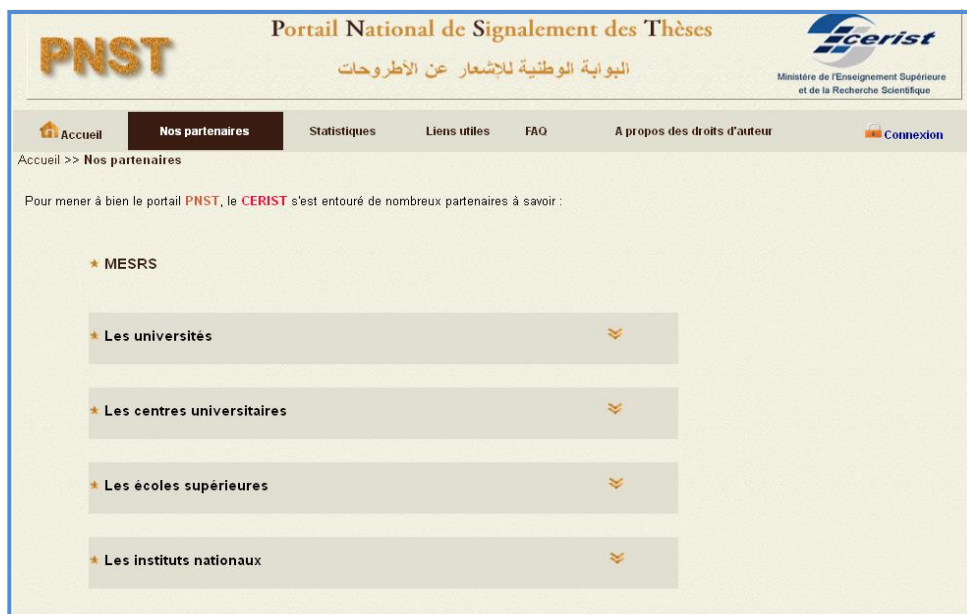 PNST
Portail National de Signalement des Thèses
البوابة الوطنية للإشعار عن الأطروحات
cerist
Ministére de l'Enseignement Supérieure
et de la Recherche Scientifique
Accueil Nos partenaires Statistiques Liens utiles FAQ A propos des droits d'auteur Connexion
Accueil >> Nos partenaires
Pour mener à bien le portail PNST, le CERIST s'est entouré de nombreux partenaires à savoir :
MESRS
Les universités
Les centres universitaires
Les écoles supérieures
Les instituts nationaux